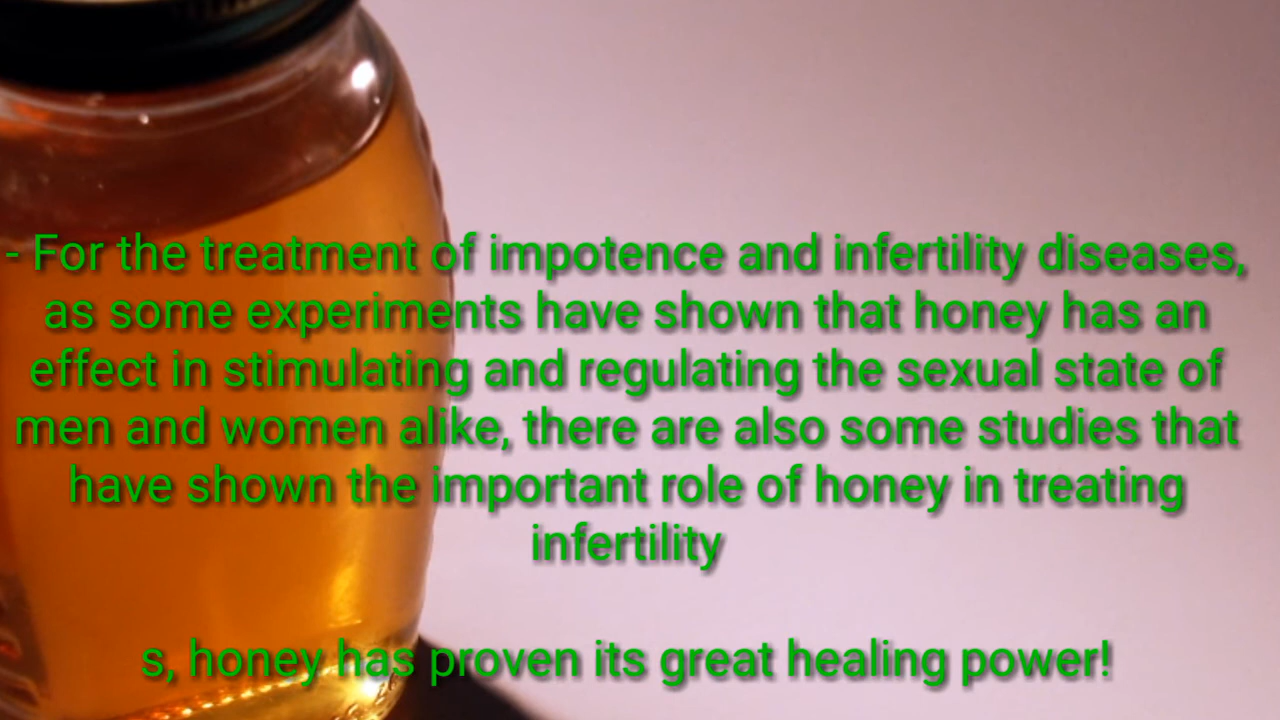 - For the treatment of impotence and infertility diseases,
as some experiments have shown that honey has an
effect in stimulating and regulating the sexual state of
men and women alike, there are also some studies that
have shown the important role of honey in treating
infertility
s, honey has proven its great healing power!